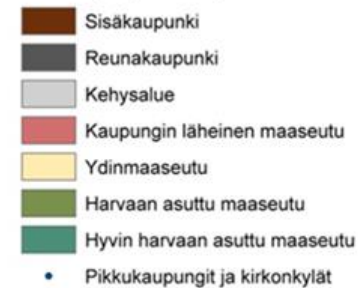 Sisäkaupunki
Reunakaupunki
Kehysalue
Kaupungin läheinen maaseutu
Ydinmaaseutu
Harvaan asuttu maaseutu
Hyvin harvaan asuttu maaseutu
Pikkukaupungit ja kirkonkylät